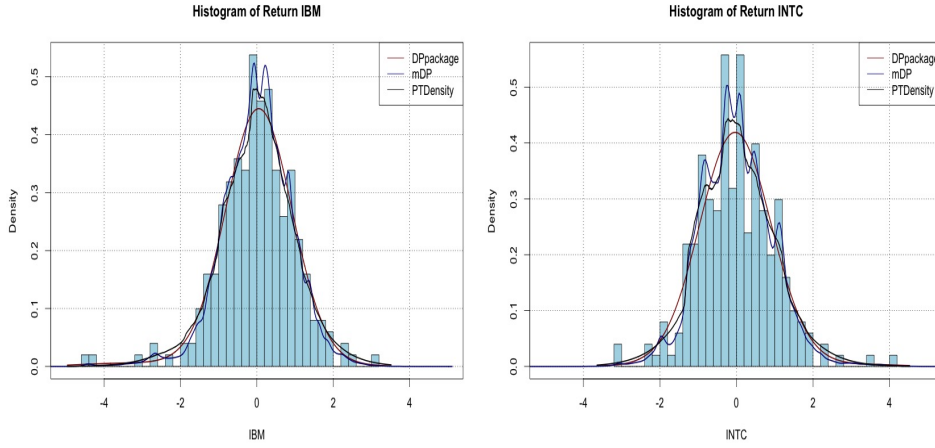 Histogram of Return IBM
DPpackage
mDP
PTDensity
Density
0.0
0.1
0.2
0.3
0.4
0.5
-4
-2
0
2
4
IBM
Histogram of Return INTC
DPpackage
mDP
PTDensity
Density
0.0
0.1
0.2
0.3
0.4
0.5
-4
-2
0
2
4
INTC